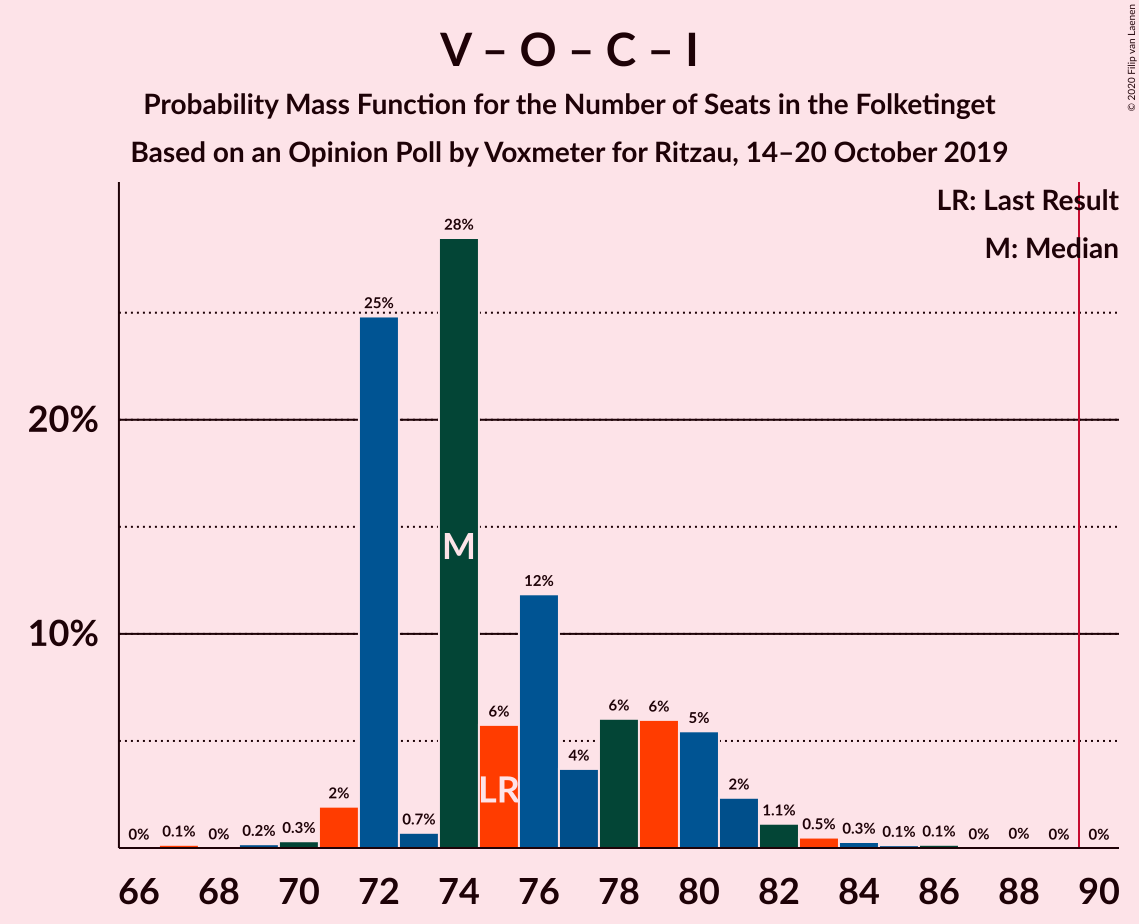 V – O – C – I
Probability Mass Function for the Number of Seats in the Folketinget
Based on an Opinion Poll by Voxmeter for Ritzau, 14–20 October 2019
© 2020 Filip van Laenen
LR: Last Result
M: Median
20%
10%
0% 0.1% 0% 0.2% 0.3% 2% 25% 0.7% 28% 6% 12% 4% 6% 6% 5% 2% 1.1% 0.5% 0.3% 0.1% 0.1% 0% 0% 0% 0%
M
LR
66 68 70 72 74 76 78 80 82 84 86 88 90